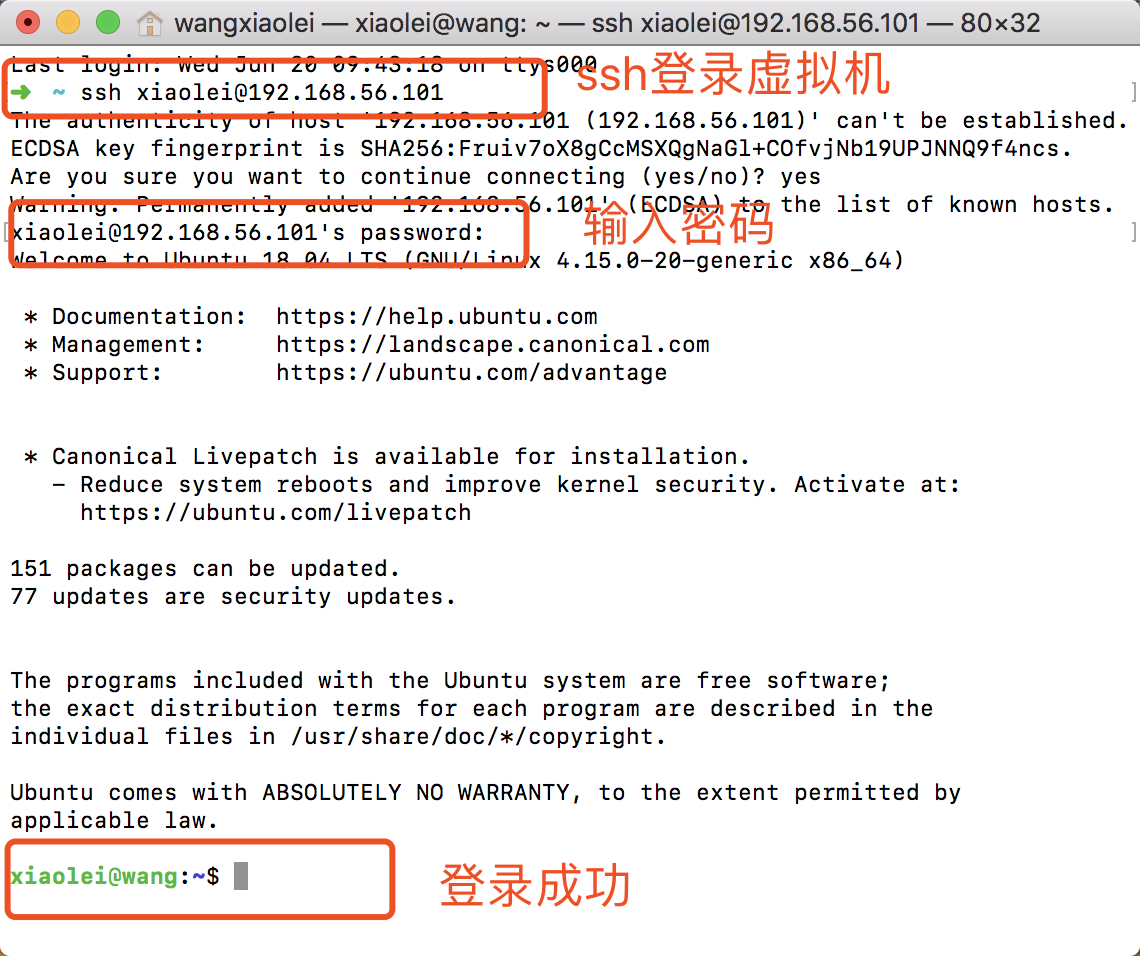 wangxiaolei — xiaolei@wang: ~ — ssh xiaolei@192.168.56.101 — 80×32
Last login: Wed Jun 20 09:43:18 on ttys000
ssh登录虚拟机
➜ ~ ssh xiaolei@192.168.56.101
The authenticity of host '192.168.56.101 (192.168.56.101)' can't be established.
ECDSA key fingerprint is SHA256:Fruiv7oX8gCcMSXQgNaGl+COfvjNb19UPJNNQ9f4ncs.
Are you sure you want to continue connecting (yes/no)? yes
Warning: Permanently added '192.168.56.101' (ECDSA) to the list of known hosts.
输入密码
xiaolei@192.168.56.101's password:
Welcome to Ubuntu 18.04 LTS (GNU/Linux 4.15.0-20-generic x86_64)
* Documentation: https://help.ubuntu.com
* Management: https://landscape.canonical.com
* Support: https://ubuntu.com/advantage
* Canonical Livepatch is available for installation.
- Reduce system reboots and improve kernel security. Activate at:
https://ubuntu.com/livepatch
151 packages can be updated.
77 updates are security updates.
The programs included with the Ubuntu system are free software;
the exact distribution terms for each program are described in the
individual files in /usr/share/doc/*/copyright.
Ubuntu comes with ABSOLUTELY NO WARRANTY, to the extent permitted by
applicable law.
xiaolei@wang:~$
登录成功